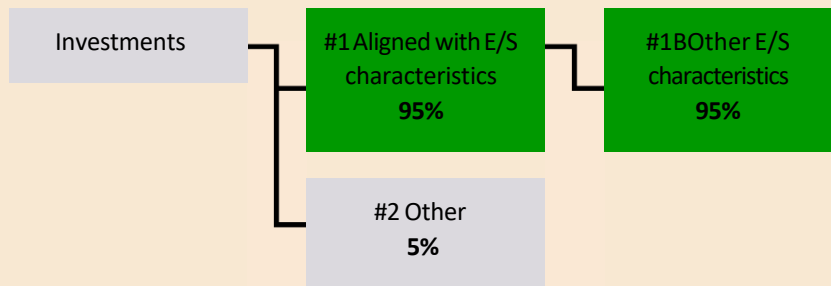 Investments
#1 Aligned with E/S
characteristics
95%
#1BOther E/S
characteristics
95%
#2 Other
5%